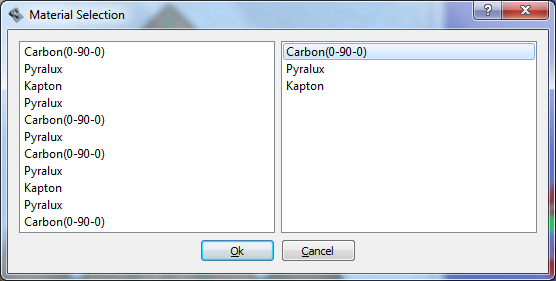 Material Selection
Carbon(0-90-0)
Pyralux
Kapton
Pyralux
Carbon(0-90-0)
Pyralux
Carbon(0-90-0)
Pyralux
Kapton
Pyralux
Carbon(0-90-0)
Carbon(0-90-0)
Pyralux
Kapton
Ok
Cancel